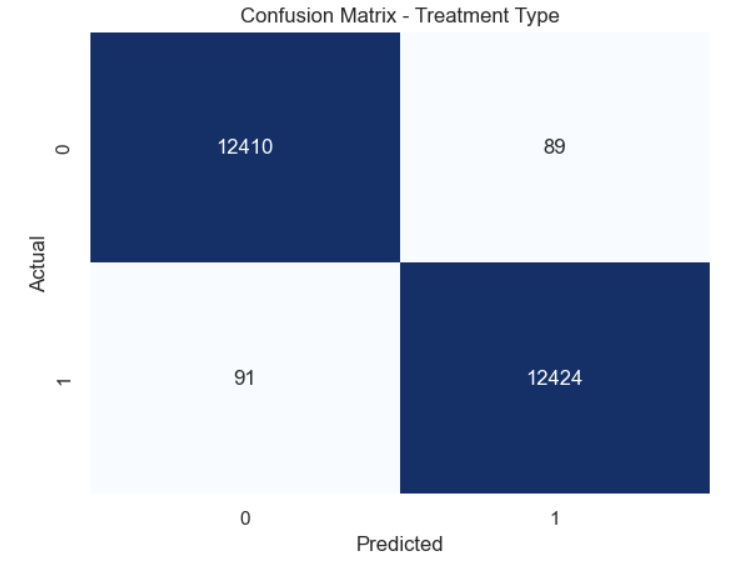 Confusion Matrix - Treatment Type
0
12410
89
Actual
1
91
12424
0
1
Predicted